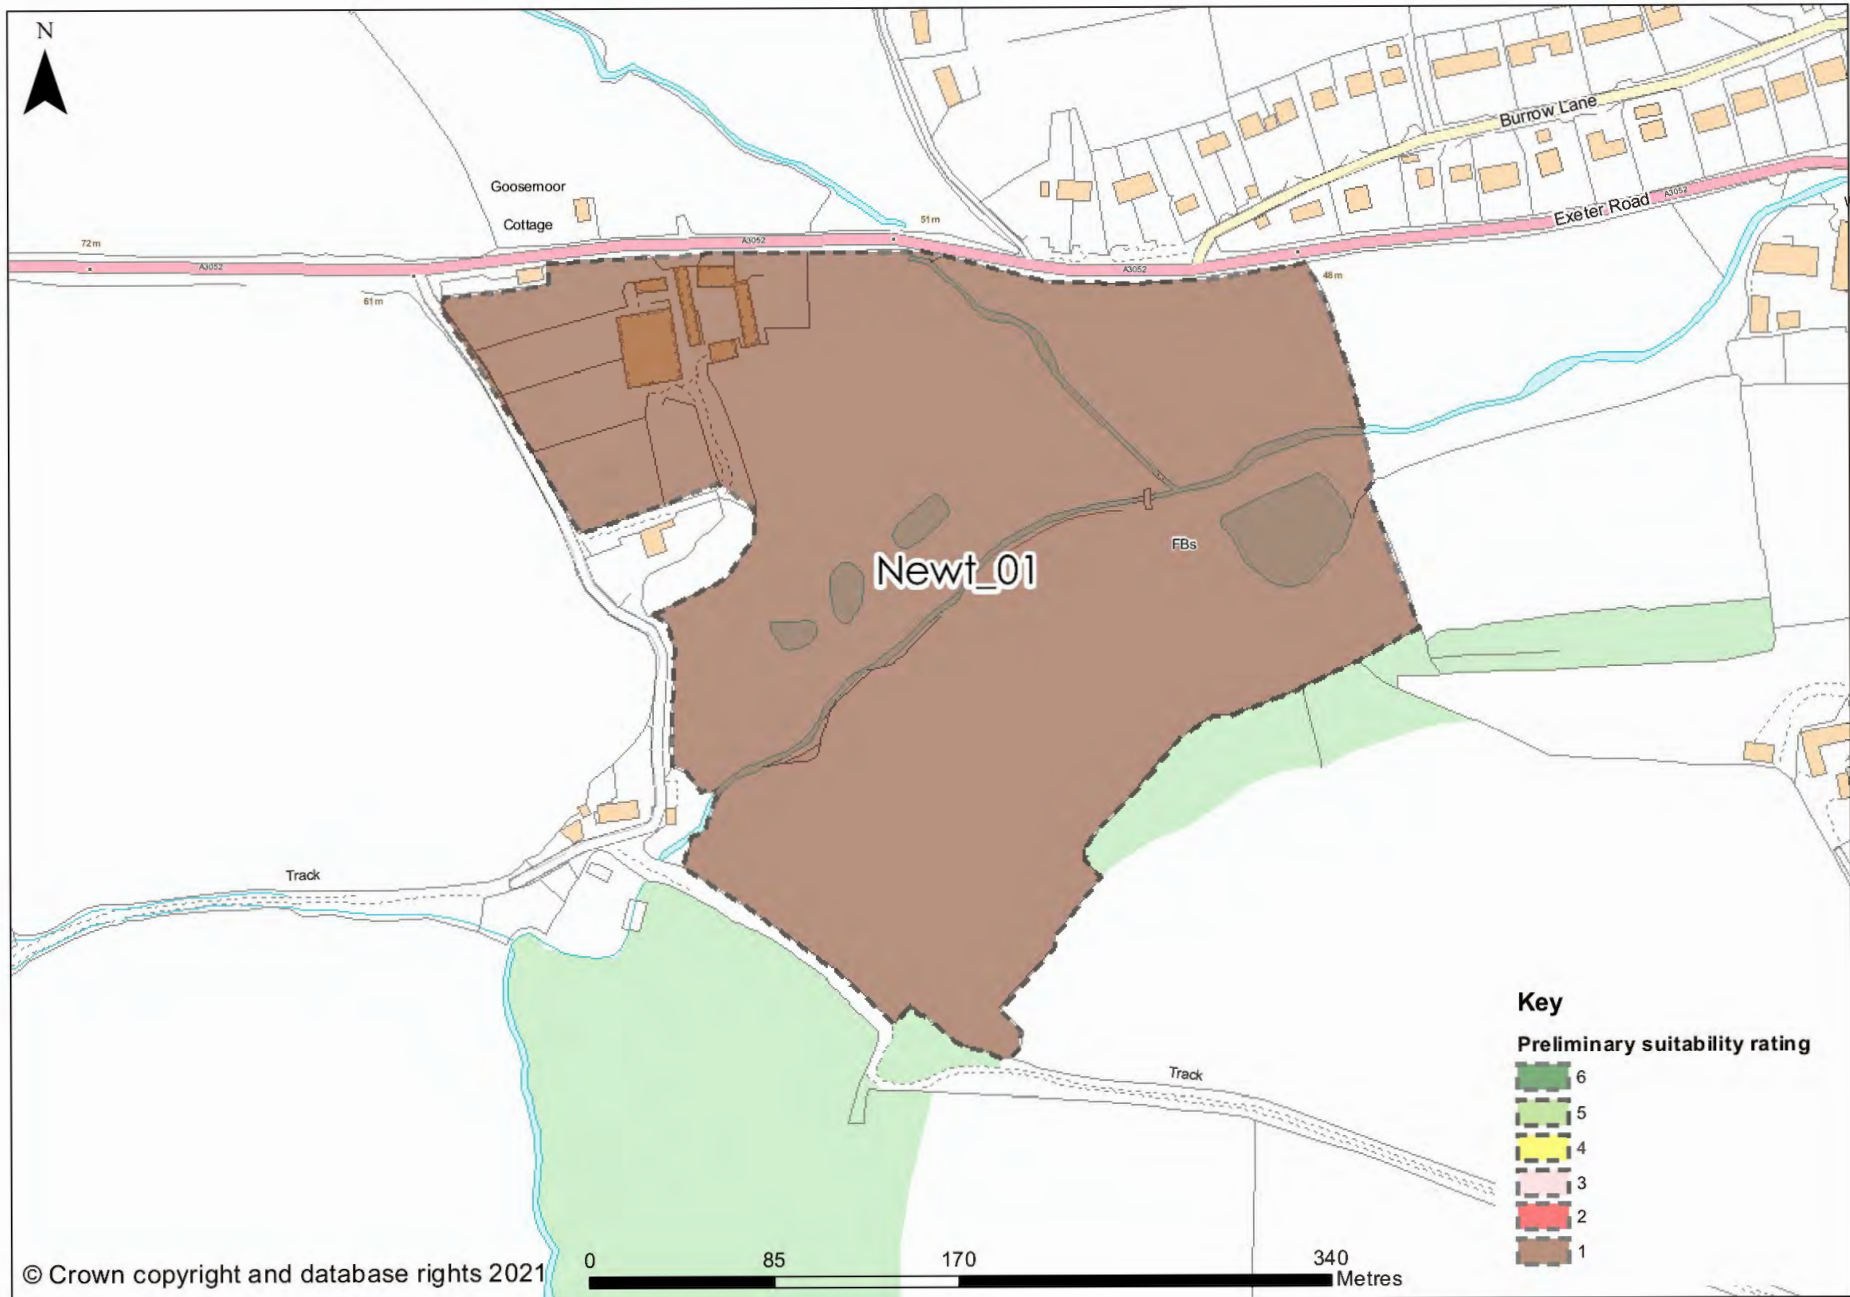 N
Burrow Lane
Exeter Road
A3052
Goosemoor
Cottage
51m
72m
A3052
A3052
A3052
48m
61m
FBs
Newt_01
Track
Track
Key
Preliminary suitability rating
6
5
4
3
2
1
0 85 170 340
Metres
© Crown copyright and database rights 2021